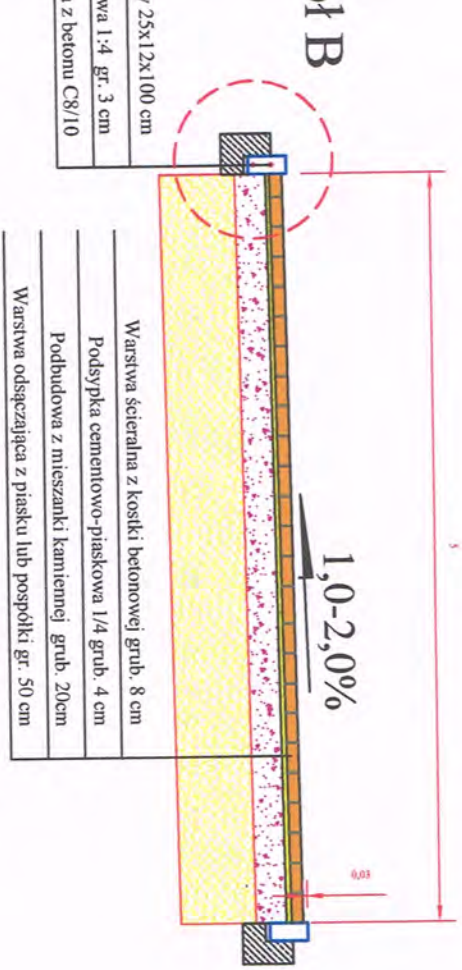 ół B
y 25x12x100 cm
wa 1:4 gr. 3 cm
a z betonu C8/10
5
1,0-2,0%
0,03
Warstwa ścieralna z kostki betonowej grub. 8 cm
Podsypka cementowo-piaskowa 1/4 grub. 4 cm
Podbudowa z mieszanki kamiennej grub. 20cm
Warstwa odsączająca z piasku lub pospółki gr. 50 cm